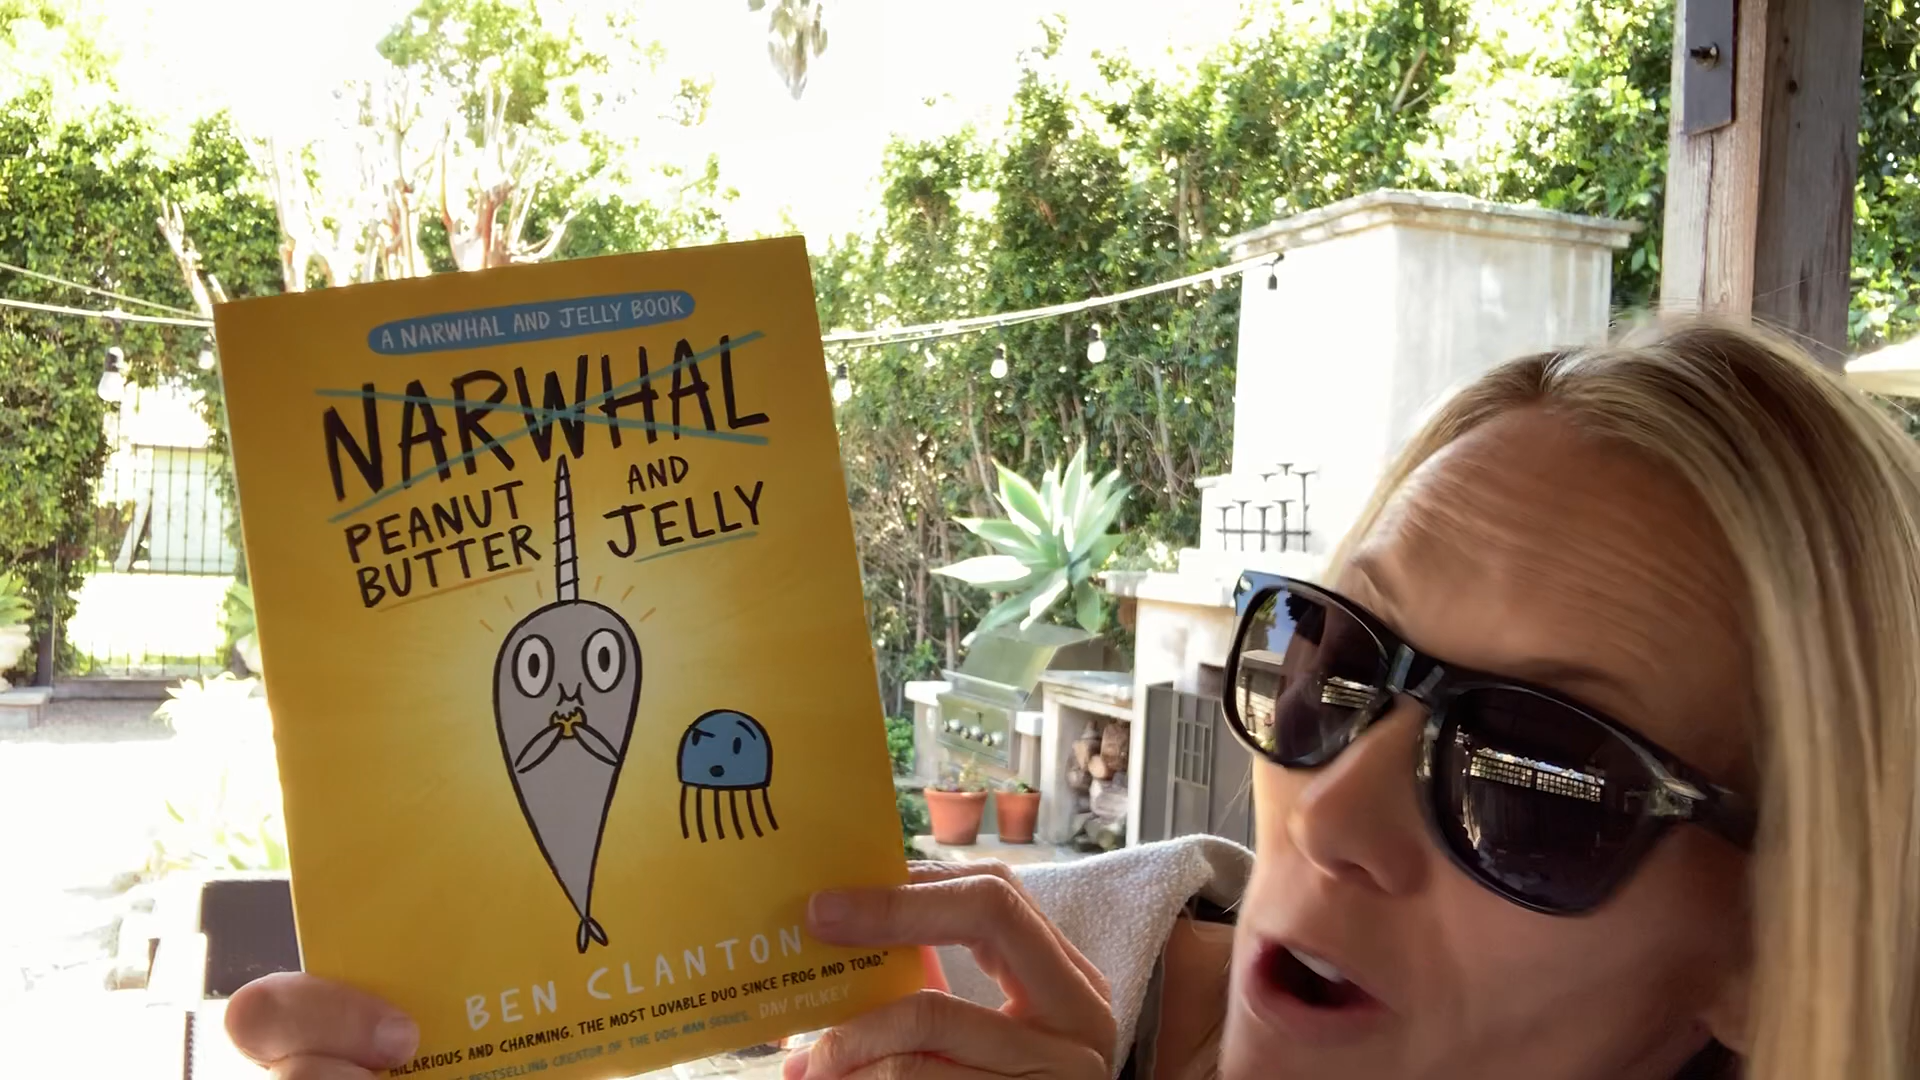 A NARWHAL AND JELLY BOOK
NARWHAL
PEANUT BUTTER
AND
JELLY
BEN CLANTON
HILARIOUS AND CHARMING. THE MOST LOVABLE DUO SINCE FROG AND TOAD."
BESTSELLING CREATOR OF THE DOG MAN SERIES, DAV PILKEY